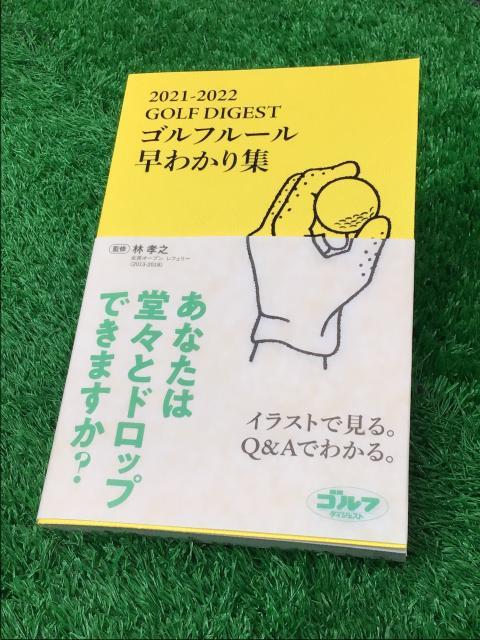 2021-2022
GOLF DIGEST
ゴルフルール
早わかり集
監修 林 孝之
全英オープン レフェリー
(2013-2018)
あなたは
堂々とドロップ
できますか?
イラストで見る。
Q&Aでわかる。
ゴルフ
ダイジェスト